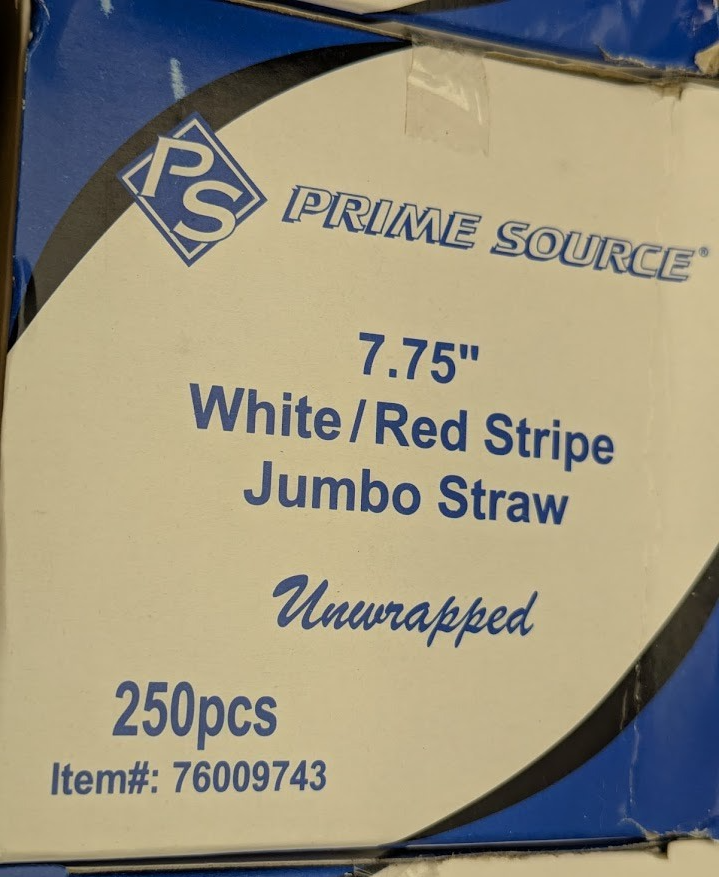 PS
PRIME SOURCE®
7.75"
White/Red Stripe
Jumbo Straw
Unwrapped
250pcs
Item#: 76009743